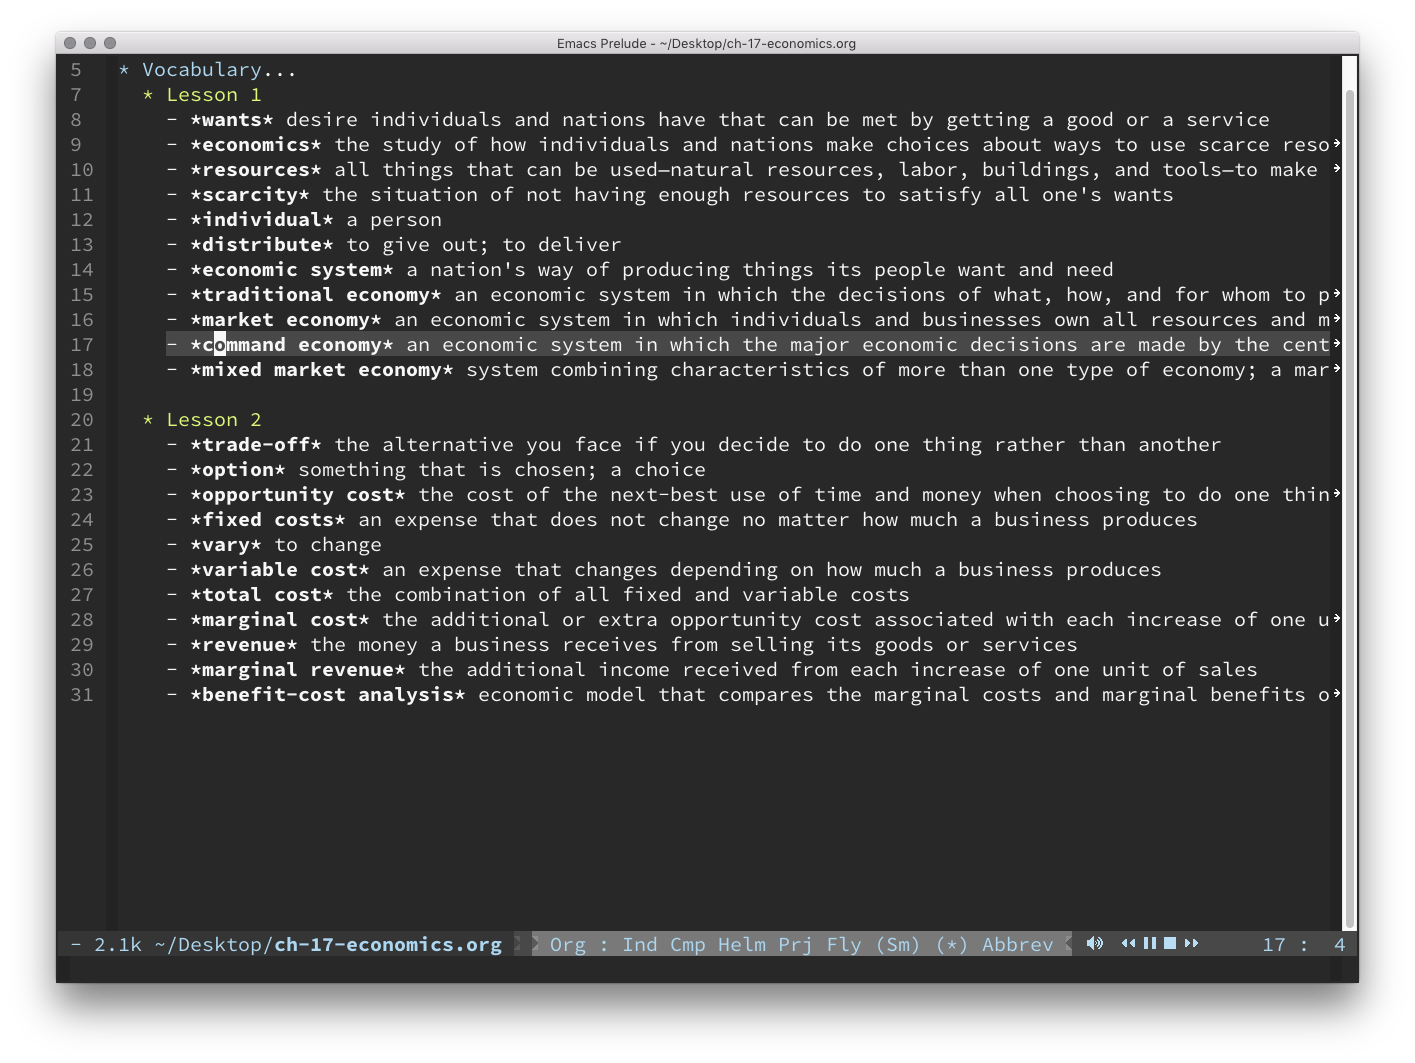 Emacs Prelude - ~/Desktop/ch-17-economics.org
5 * Vocabulary...
7 * Lesson 1
8 - *wants* desire individuals and nations have that can be met by getting a good or a service
9 - *economics* the study of how individuals and nations make choices about ways to use scarce reso
10 - *resources* all things that can be used—natural resources, labor, buildings, and tools—to make
11 - *scarcity* the situation of not having enough resources to satisfy all one's wants
12 - *individual* a person
13 - *distribute* to give out; to deliver
14 - *economic system* a nation's way of producing things its people want and need
15 - *traditional economy* an economic system in which the decisions of what, how, and for whom to p
16 - *market economy* an economic system in which individuals and businesses own all resources and m
17 - *command economy* an economic system in which the major economic decisions are made by the cent
18 - *mixed market economy* system combining characteristics of more than one type of economy; a mar
19
20 * Lesson 2
21 - *trade-off* the alternative you face if you decide to do one thing rather than another
22 - *option* something that is chosen; a choice
23 - *opportunity cost* the cost of the next-best use of time and money when choosing to do one thin
24 - *fixed costs* an expense that does not change no matter how much a business produces
25 - *vary* to change
26 - *variable cost* an expense that changes depending on how much a business produces
27 - *total cost* the combination of all fixed and variable costs
28 - *marginal cost* the additional or extra opportunity cost associated with each increase of one u
29 - *revenue* the money a business receives from selling its goods or services
30 - *marginal revenue* the additional income received from each increase of one unit of sales
31 - *benefit-cost analysis* economic model that compares the marginal costs and marginal benefits o
- 2.1k ~/Desktop/ch-17-economics.org Org : Ind Cmp Helm Prj Fly (Sm) (*) Abbrev 17 : 4